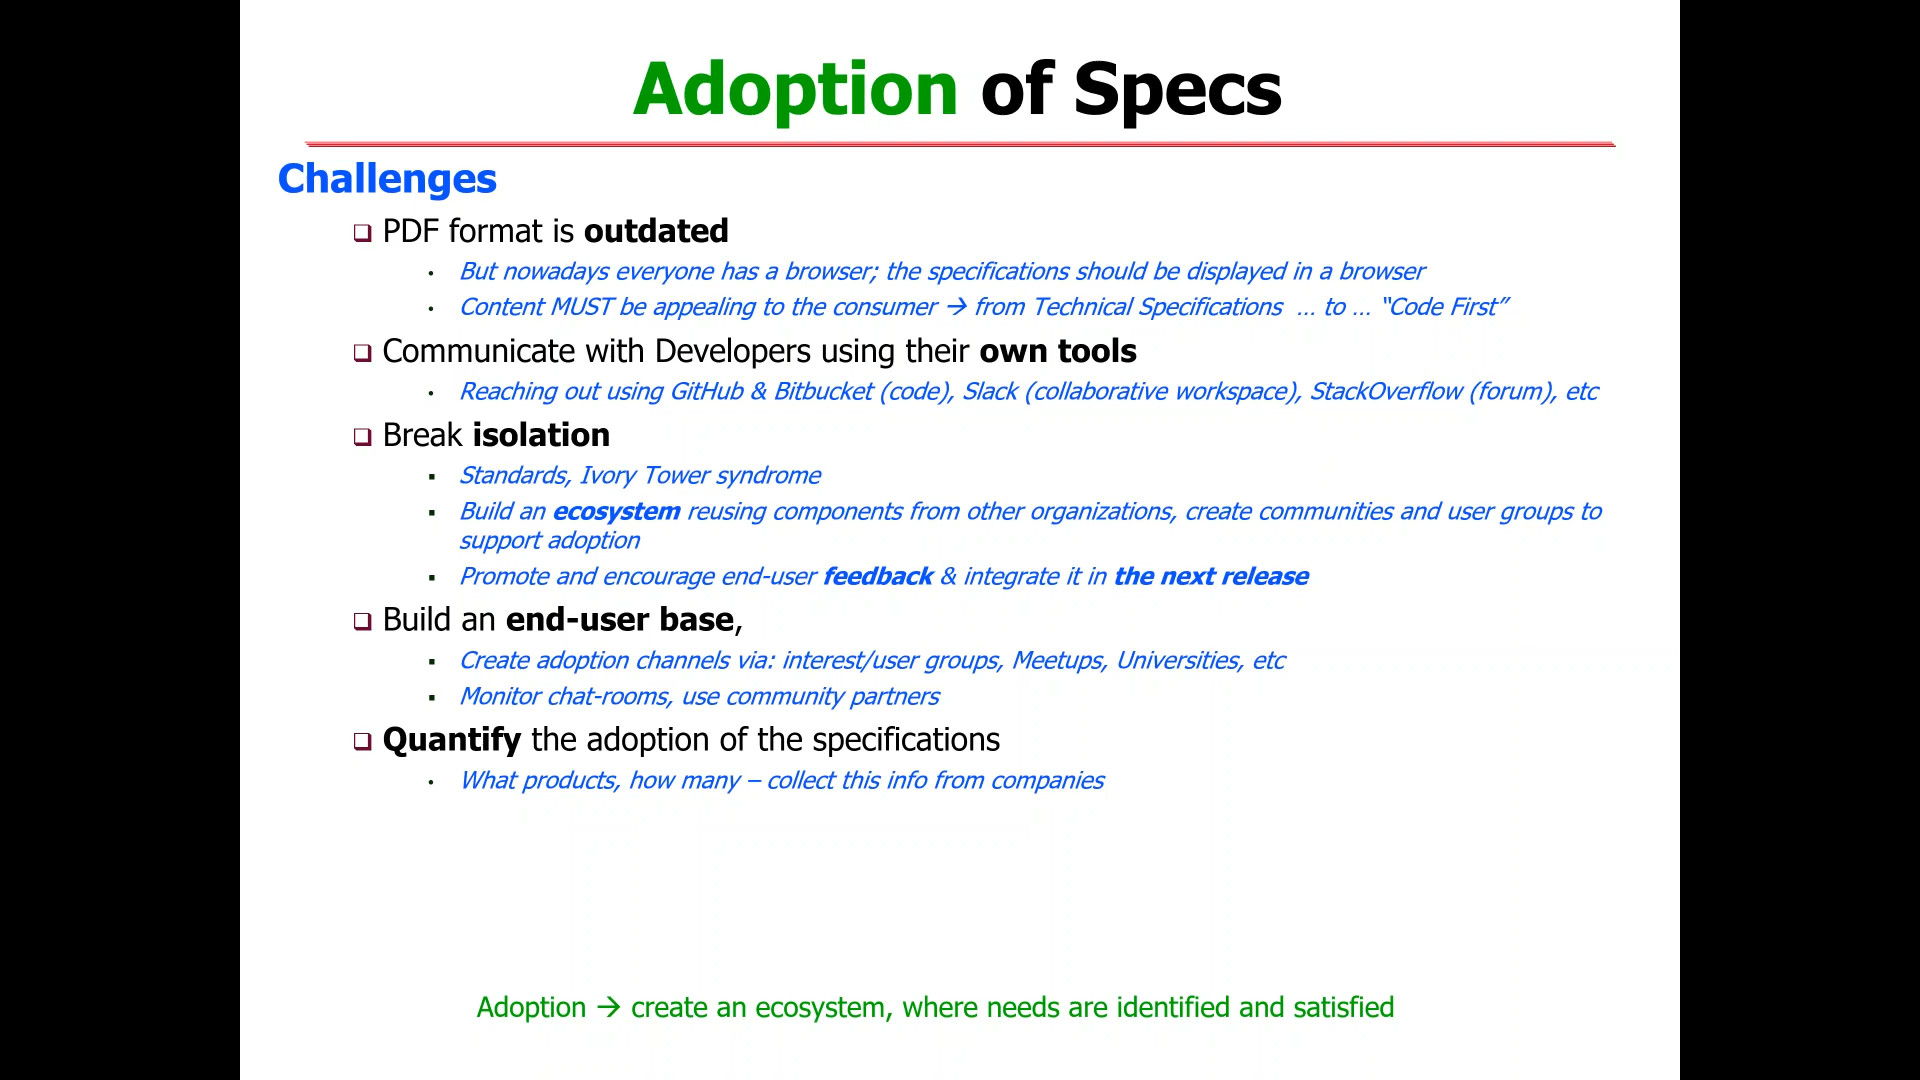 Adoption of Specs
Challenges
❑ PDF format is outdated
• But nowadays everyone has a browser; the specifications should be displayed in a browser
• Content MUST be appealing to the consumer → from Technical Specifications … to … “Code First”
❑ Communicate with Developers using their own tools
• Reaching out using GitHub & Bitbucket (code), Slack (collaborative workspace), StackOverflow (forum), etc
❑ Break isolation
▪ Standards, Ivory Tower syndrome
▪ Build an ecosystem reusing components from other organizations, create communities and user groups to
support adoption
▪ Promote and encourage end-user feedback & integrate it in the next release
❑ Build an end-user base,
▪ Create adoption channels via: interest/user groups, Meetups, Universities, etc
▪ Monitor chat-rooms, use community partners
❑ Quantify the adoption of the specifications
• What products, how many – collect this info from companies
Adoption → create an ecosystem, where needs are identified and satisfied